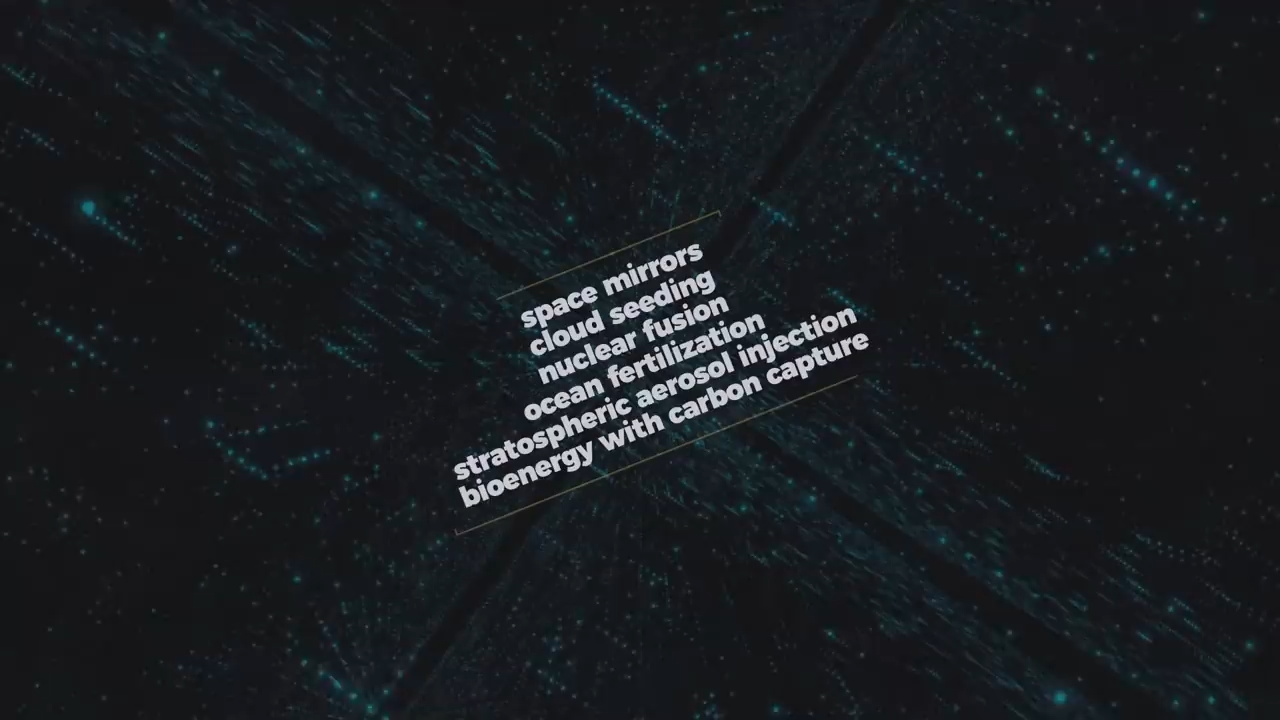 space mirrors
cloud seeding
nuclear fusion
ocean fertilization
stratospheric aerosol injection
bioenergy with carbon capture